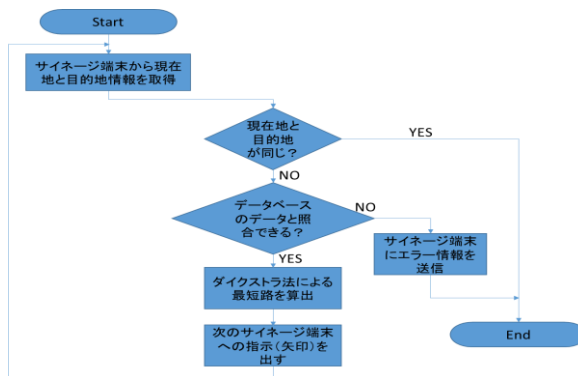 Start
サイネージ端末から現在
地と目的地情報を取得
現在地と
目的地
が同じ？
YES
NO
データベース
のデータと照
合できる？
NO
サイネージ端末
にエラー情報を
送信
YES
ダイクストラ法による
最短路を算出
次のサイネージ端末
への指示（矢印）を
出す
End